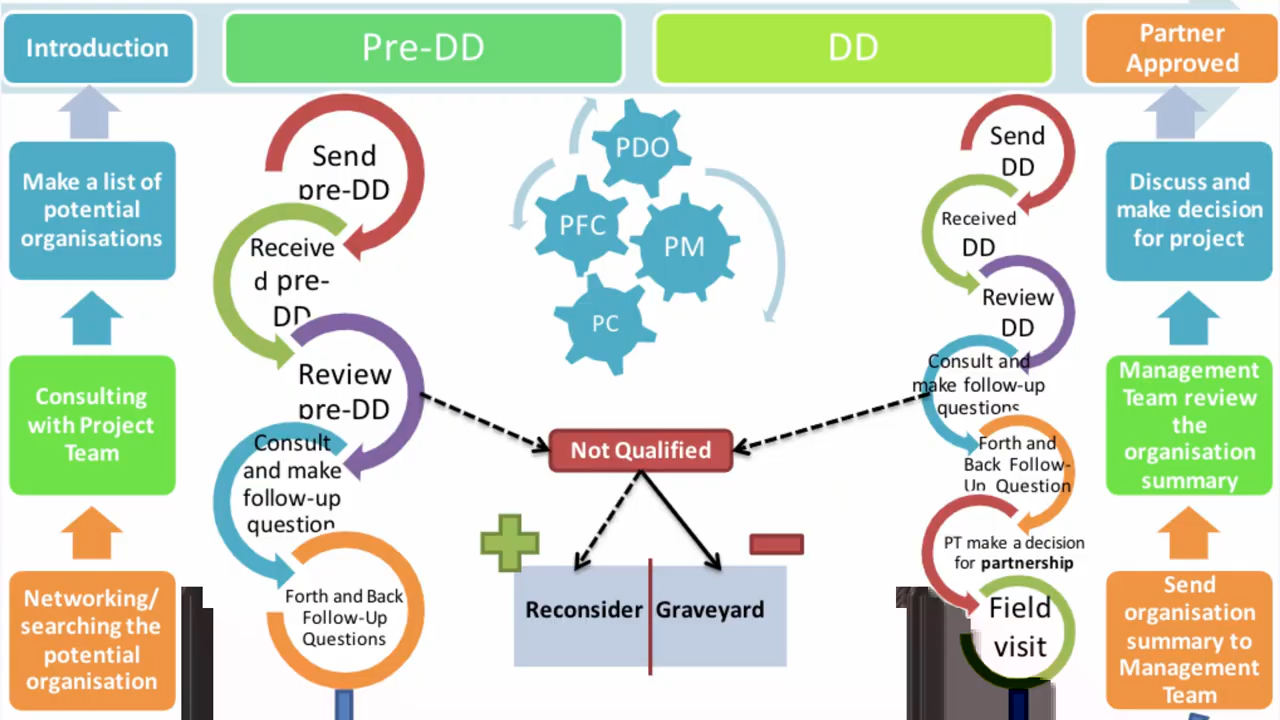 Introduction
Pre-DD
DD
Partner
Approved
Make a list of
potential
organisations
Consulting
with Project
Team
Networking/
searching the
potential
organisation
Send
pre-DD
Receive
d pre-
DD
Review
pre-DD
Consult
and make
follow-up
question
Forth and Back
Follow-Up
Questions
PDO
PFC
PM
PC
Not Qualified
Reconsider
Graveyard
Send
DD
Received
DD
Review
DD
Consult and
make follow-up
questions
Forth and
Back Follow-
Up Question
PT make a decision
for partnership
Field
visit
Discuss and
make decision
for project
Management
Team review
the
organisation
summary
Send
organisation
summary to
Management
Team